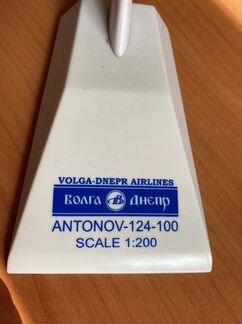 VOLGA-DNEPR AIRLINES
Волга Днепр
ANTONOV-124-100
SCALE 1:200